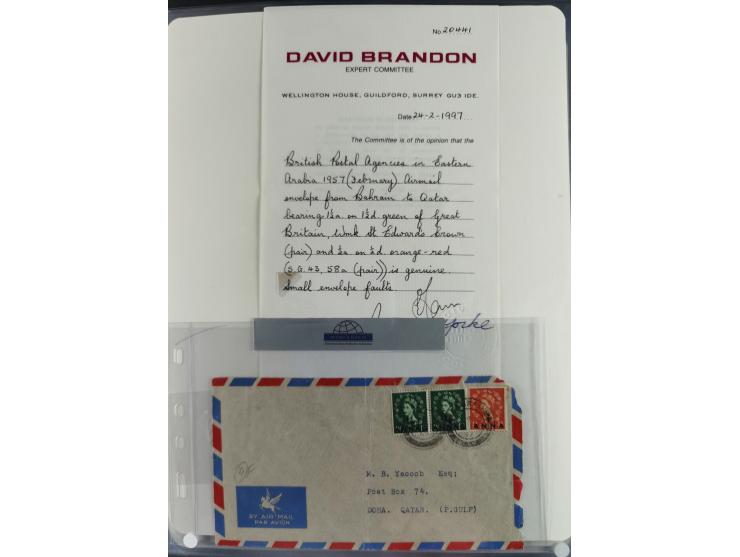 No 20441
DAVID BRANDON
EXPERT COMMITTEE
WELLINGTON HOUSE, GUILDFORD, SURREY GU3 1DE.
Date 24-2-1997
The Committee is of the opinion that the
British Postal Agencies in Eastern
Arabia 1957 (February) Airmail
envelope from Bahrain to Qatar
bearing 1½a. on 1½d. green of Great
Britain, Wmk St Edward's Crown
(pair) and ½a on ½d. orange-red
(S.G. 43, 58a (pair)) is genuine.
Small envelope faults.
ANNA
M. B. Yacoob Esq:
Post Box 74.
DOHA. QATAR. (P.GULF)
BY AIR MAIL
PAR AVION